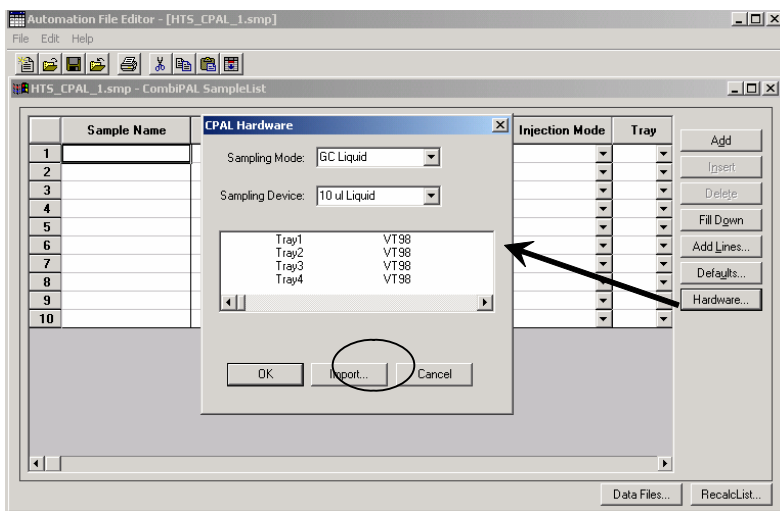 Automation File Editor - [HTS_CPAL_1.smp]
File Edit Help
HTS_CPAL_1.smp - CombiPAL SampleList
Sample Name
Injection Mode
Tray
1
2
3
4
5
6
7
8
9
10
CPAL Hardware
Sampling Mode: GC Liquid
Sampling Device: 10 ul Liquid
Tray1 VT98
Tray2 VT98
Tray3 VT98
Tray4 VT98
OK
Import...
Cancel
Add
Insert
Delete
Fill Down
Add Lines...
Defaults...
Hardware...
Data Files...
RecalcList...